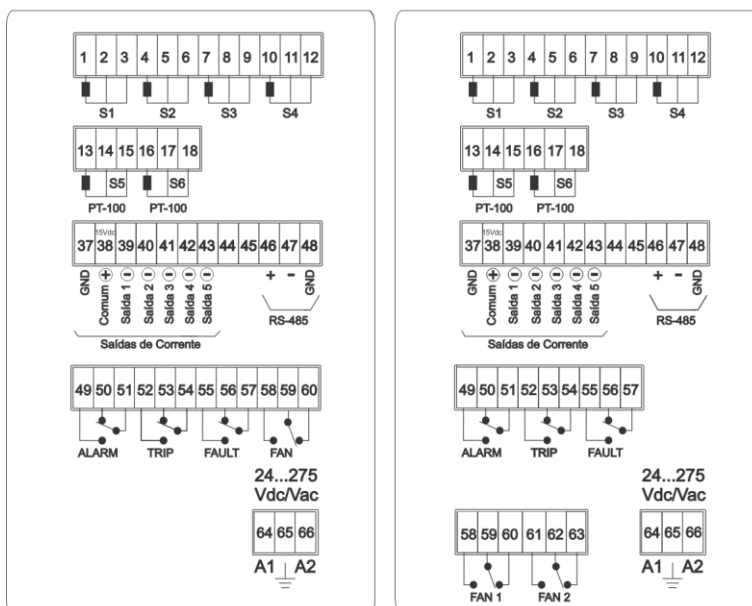 1 2 3 4 5 6 7 8 9 10 11 12
S1 S2 S3 S4
13 14 15 16 17 18
S5 S6
PT-100 PT-100
15Vdc
37 38 39 40 41 42 43 44 45 46 47 48
+ -
GND Comum + Saída 1 - Saída 2 - Saída 3 - Saída 4 - Saída 5 - GND
RS-485
Saídas de Corrente
49 50 51 52 53 54 55 56 57 58 59 60
ALARM TRIP FAULT FAN
24...275
Vdc/Vac
64 65 66
A1 A2
1 2 3 4 5 6 7 8 9 10 11 12
S1 S2 S3 S4
13 14 15 16 17 18
S5 S6
PT-100 PT-100
15Vdc
37 38 39 40 41 42 43 44 45 46 47 48
+ -
GND Comum + Saída 1 - Saída 2 - Saída 3 - Saída 4 - Saída 5 - GND
RS-485
Saídas de Corrente
49 50 51 52 53 54 55 56 57
ALARM TRIP FAULT
24...275
Vdc/Vac
58 59 60 61 62 63
64 65 66
FAN 1 FAN 2
A1 A2